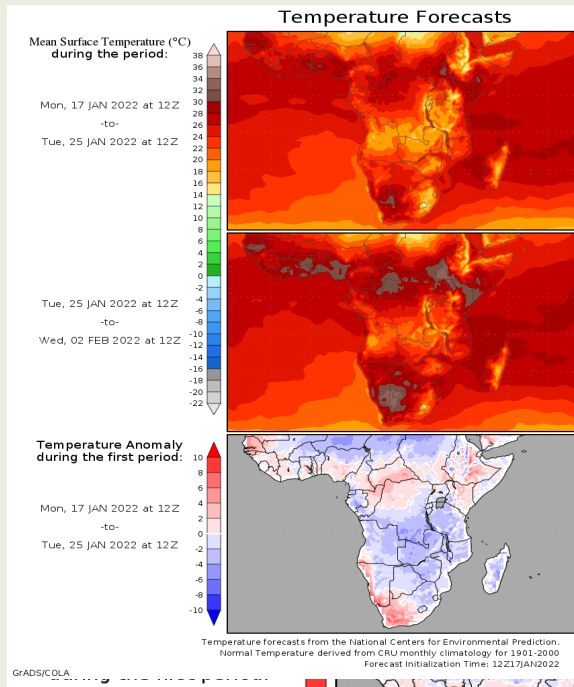 Temperature Forecasts
Mean Surface Temperature (°C)
during the period:
Mon, 17 JAN 2022 at 12Z
-to-
Tue, 25 JAN 2022 at 12Z
38
36
34
32
30
28
26
24
22
20
18
16
14
12
10
8
6
4
2
0
-2
-4
-6
-8
-10
-12
-14
-16
-18
-20
-22
Tue, 25 JAN 2022 at 12Z
-to-
Wed, 02 FEB 2022 at 12Z
Temperature Anomaly
during the first period:
Mon, 17 JAN 2022 at 12Z
-to-
Tue, 25 JAN 2022 at 12Z
10
8
6
4
2
0
-2
-4
-6
-8
-10
Temperature forecasts from the National Centers for Environmental Prediction.
Normal Temperature derived from CRU monthly climatology for 1901-2000
Forecast Initialization Time: 12Z17JAN2022
GrADS/COLA
during the first period: